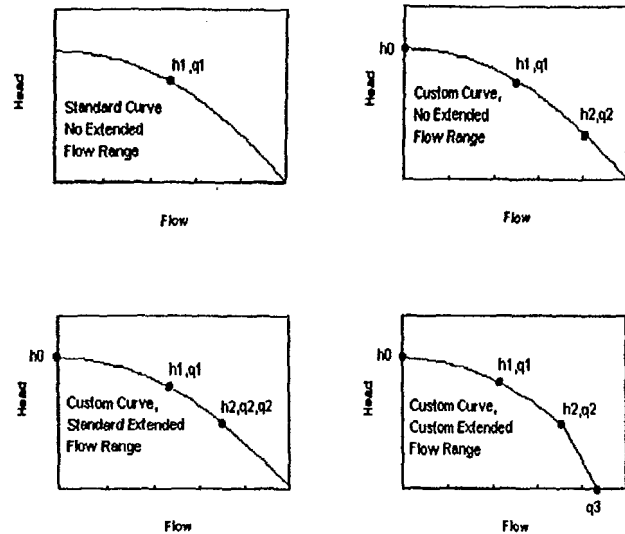 Head
h1,q1
Standard Curve
No Extended
Flow Range
Flow
Head
h0
h1,q1
h2,q2
Custom Curve,
No Extended
Flow Range
Flow
Head
h0
h1,q1
h2,q2,q2
Custom Curve,
Standard Extended
Flow Range
Flow
Head
h0
h1,q1
h2,q2
Custom Curve,
Custom Extended
Flow Range
q3
Flow